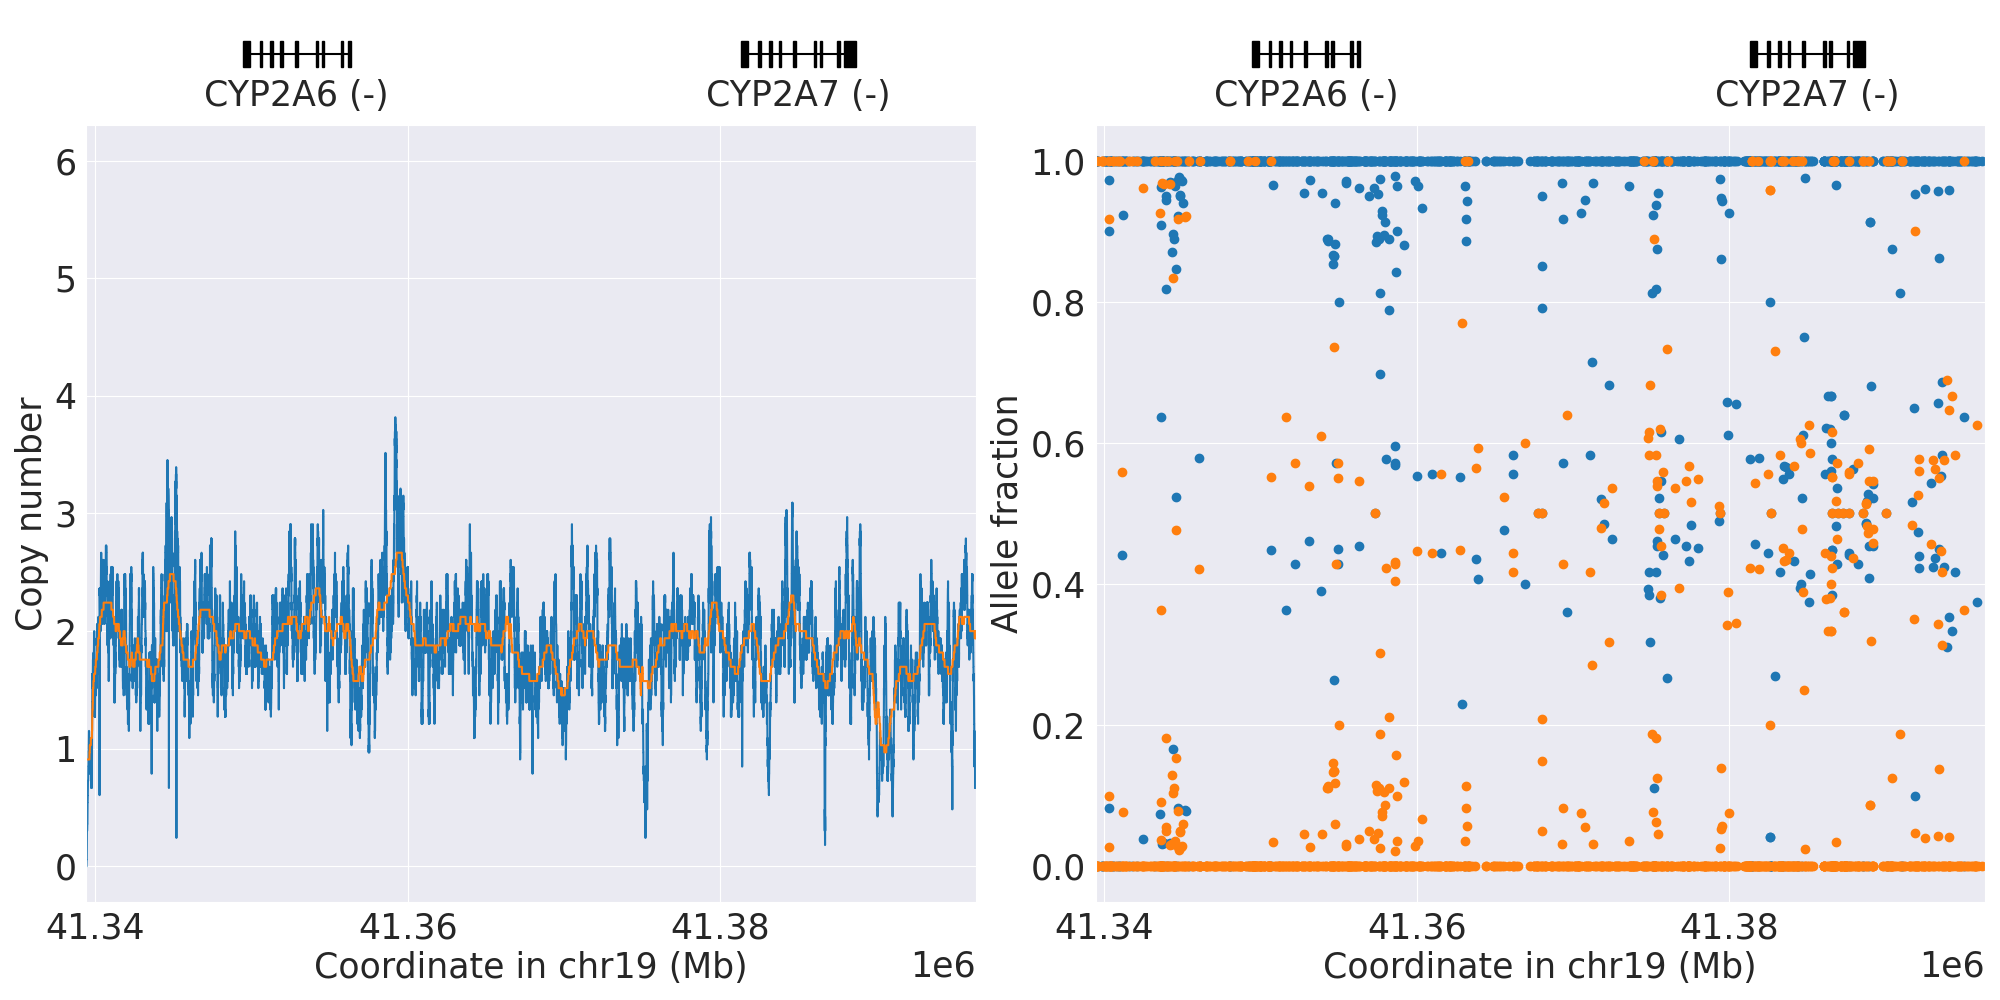 CYP2A6 (-) CYP2A7 (-)
CYP2A6 (-) CYP2A7 (-)
Copy number
6
5
4
3
2
1
0
41.34 41.36 41.38
Coordinate in chr19 (Mb) 1e6
Allele fraction
1.0
0.8
0.6
0.4
0.2
0.0
41.34 41.36 41.38
Coordinate in chr19 (Mb) 1e6